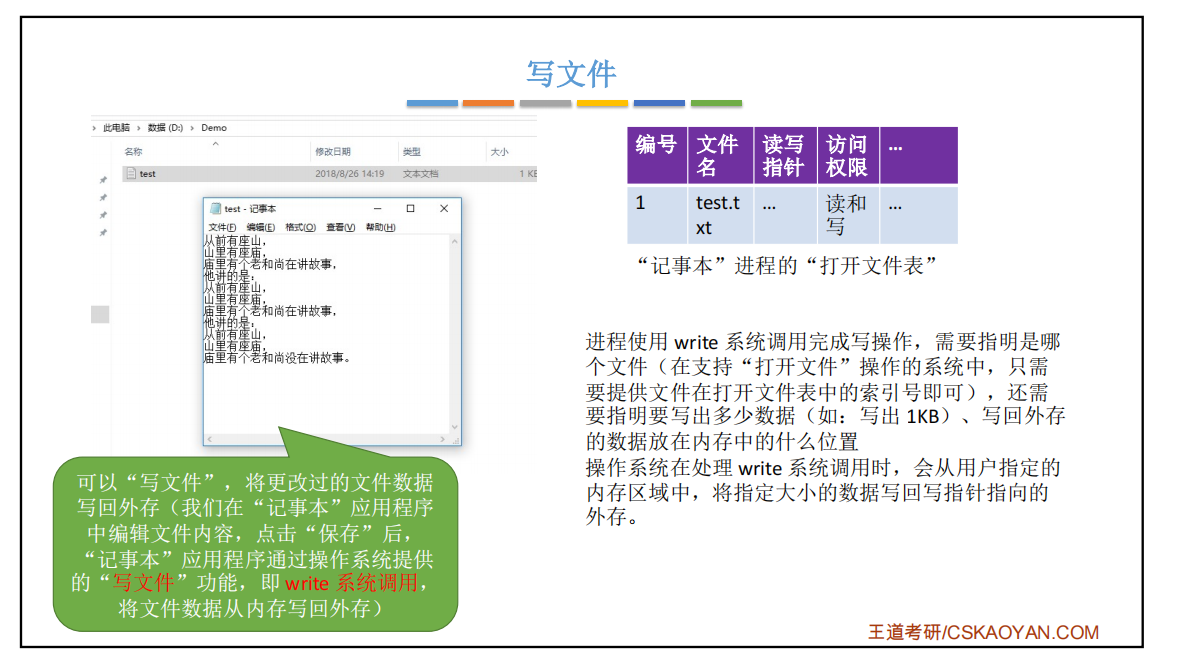 写文件
> 此电脑 > 数据 (D:) > Demo
名称 修改日期 类型 大小
test 2018/8/26 14:19 文本文档 1 KB
test - 记事本
文件(F) 编辑(E) 格式(O) 查看(V) 帮助(H)
从前有座山，
山里有座庙，
庙里有个老和尚在讲故事，
他讲的是：
从前有座山，
山里有座庙，
庙里有个老和尚在讲故事，
他讲的是：
从前有座山，
山里有座庙，
庙里有个老和尚没在讲故事。
可以“写文件”，将更改过的文件数据
写回外存（我们在“记事本”应用程序
中编辑文件内容，点击“保存”后，
“记事本”应用程序通过操作系统提供
的“写文件”功能，即 write 系统调用，
将文件数据从内存写回外存）
编号 文件名 读写指针 访问权限 …
1 test.txt … 读和写 …
“记事本”进程的“打开文件表”
进程使用 write 系统调用完成写操作，需要指明是哪
个文件（在支持“打开文件”操作的系统中，只需
要提供文件在打开文件表中的索引号即可），还需
要指明要写出多少数据（如：写出 1KB）、写回外存
的数据放在内存中的什么位置
操作系统在处理 write 系统调用时，会从用户指定的
内存区域中，将指定大小的数据写回写指针指向的
外存。
王道考研/CSKAOYAN.COM